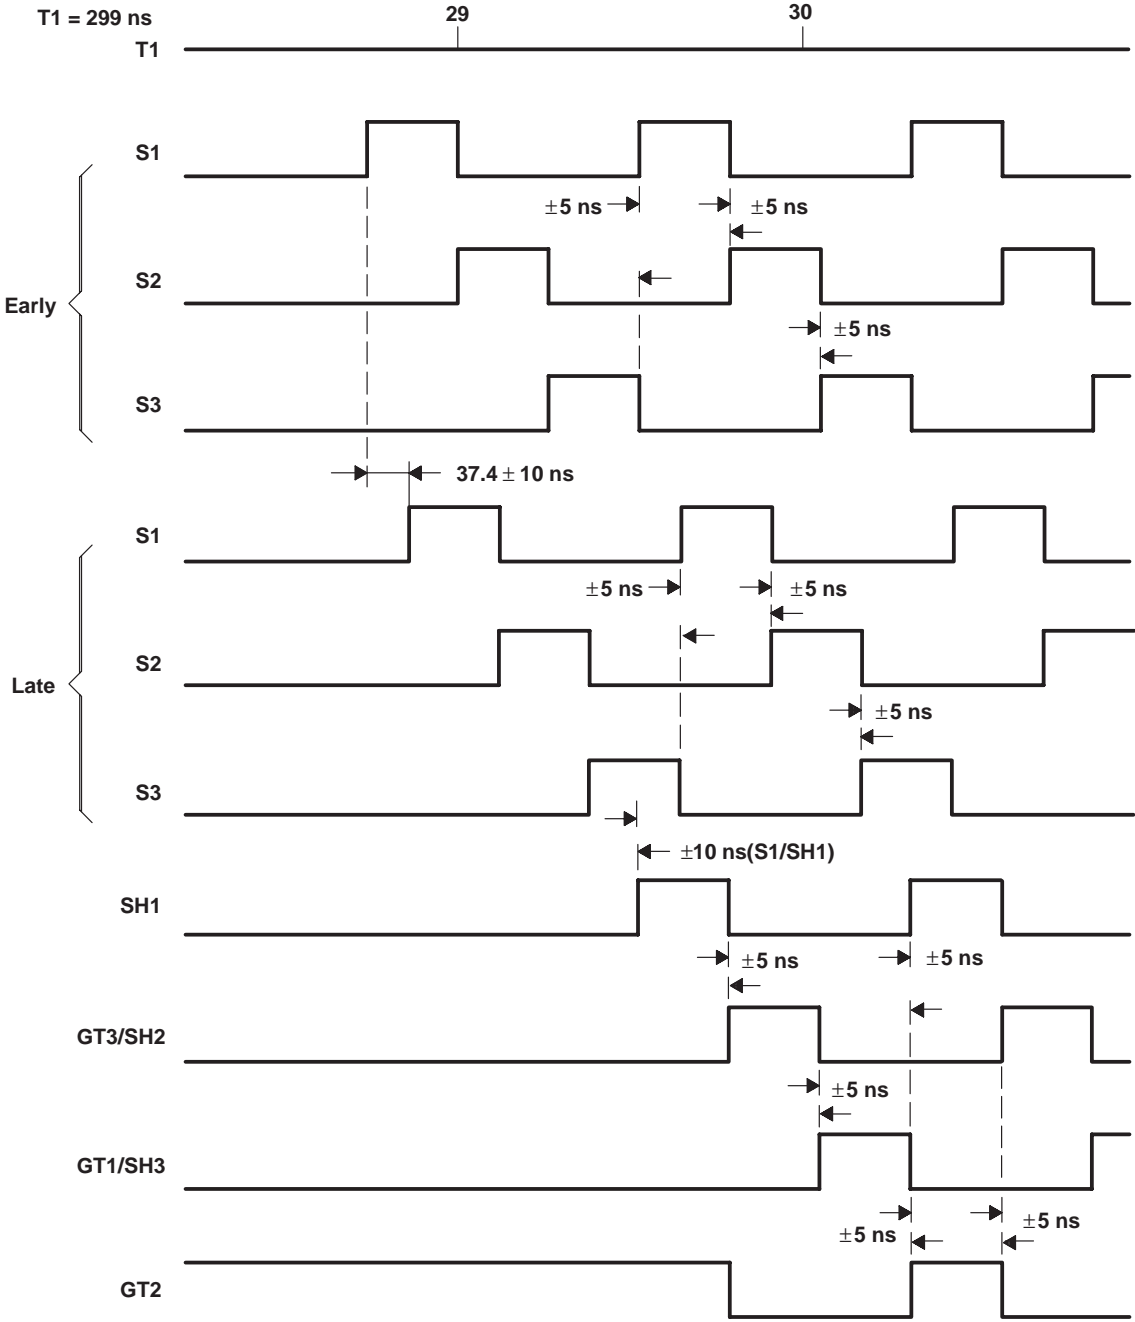 T1 = 299 ns
29
30
T1
S1
±5 ns
±5 ns
S2
Early
±5 ns
S3
37.4 ± 10 ns
S1
±5 ns
±5 ns
S2
Late
±5 ns
S3
±10 ns(S1/SH1)
SH1
±5 ns
±5 ns
GT3/SH2
±5 ns
GT1/SH3
±5 ns
±5 ns
GT2